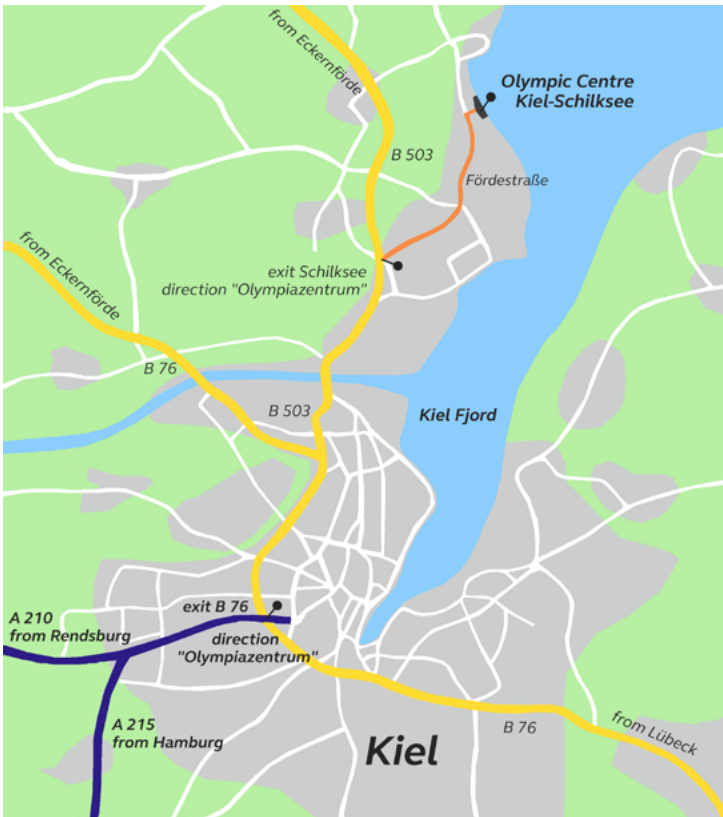 from Eckernförde
Olympic Centre
Kiel-Schilksee
B 503
Fördestraße
from Eckernförde
exit Schilksee
direction "Olympiazentrum"
B 76
B 503
Kiel Fjord
exit B 76
A 210
from Rendsburg
direction
"Olympiazentrum"
A 215
from Hamburg
B 76
from Lübeck
Kiel